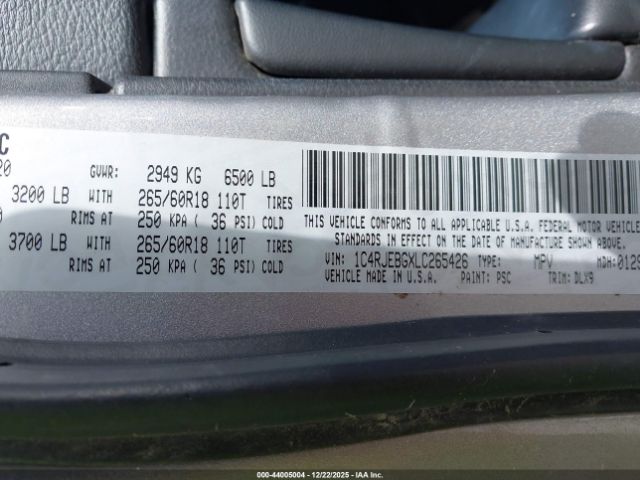 C
20
GVWR: 2949 KG 6500 LB
3200 LB WITH 265/60R18 110T TIRES
RIMS AT 250 KPA ( 36 PSI) COLD
3700 LB WITH 265/60R18 110T TIRES
RIMS AT 250 KPA ( 36 PSI) COLD
THIS VEHICLE CONFORMS TO ALL APPLICABLE U.S.A. FEDERAL MOTOR VEHICLE
STANDARDS IN EFFECT ON THE DATE OF MANUFACTURE SHOWN ABOVE.
VIN: 1C4RJEBGXLC265426 TYPE: MPV MDH: 0129
VEHICLE MADE IN U.S.A. PAINT: PSC TRIM: DLX9
000-44005004 | 12/22/2025 - IAA, Inc.